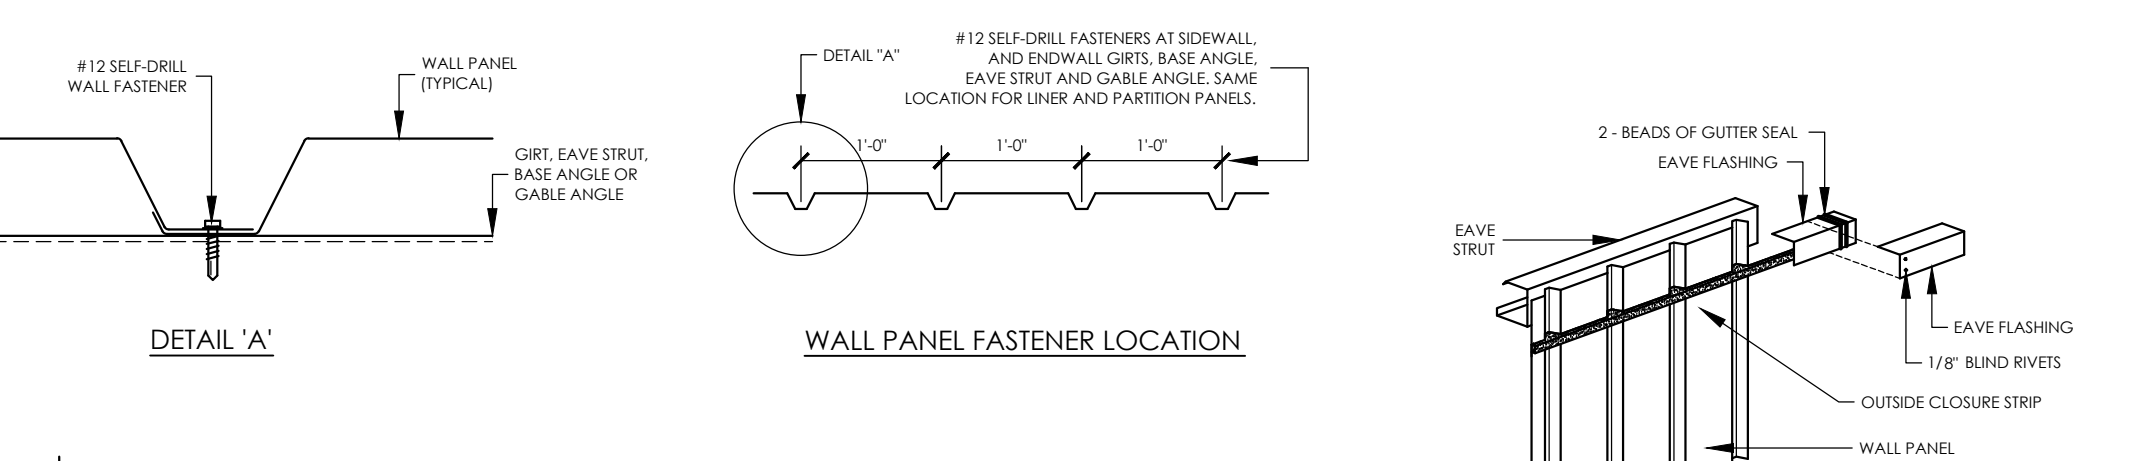 #12 SELF-DRILL
WALL FASTENER
WALL PANEL
(TYPICAL)
GIRT, EAVE STRUT,
BASE ANGLE OR
GABLE ANGLE
DETAIL 'A'
DETAIL "A"
#12 SELF-DRILL FASTENERS AT SIDEWALL,
AND ENDWALL GIRTS, BASE ANGLE,
EAVE STRUT AND GABLE ANGLE. SAME
LOCATION FOR LINER AND PARTITION PANELS.
1'-0"
1'-0"
1'-0"
WALL PANEL FASTENER LOCATION
2 - BEADS OF GUTTER SEAL
EAVE FLASHING
EAVE
STRUT
EAVE FLASHING
1/8" BLIND RIVETS
OUTSIDE CLOSURE STRIP
WALL PANEL